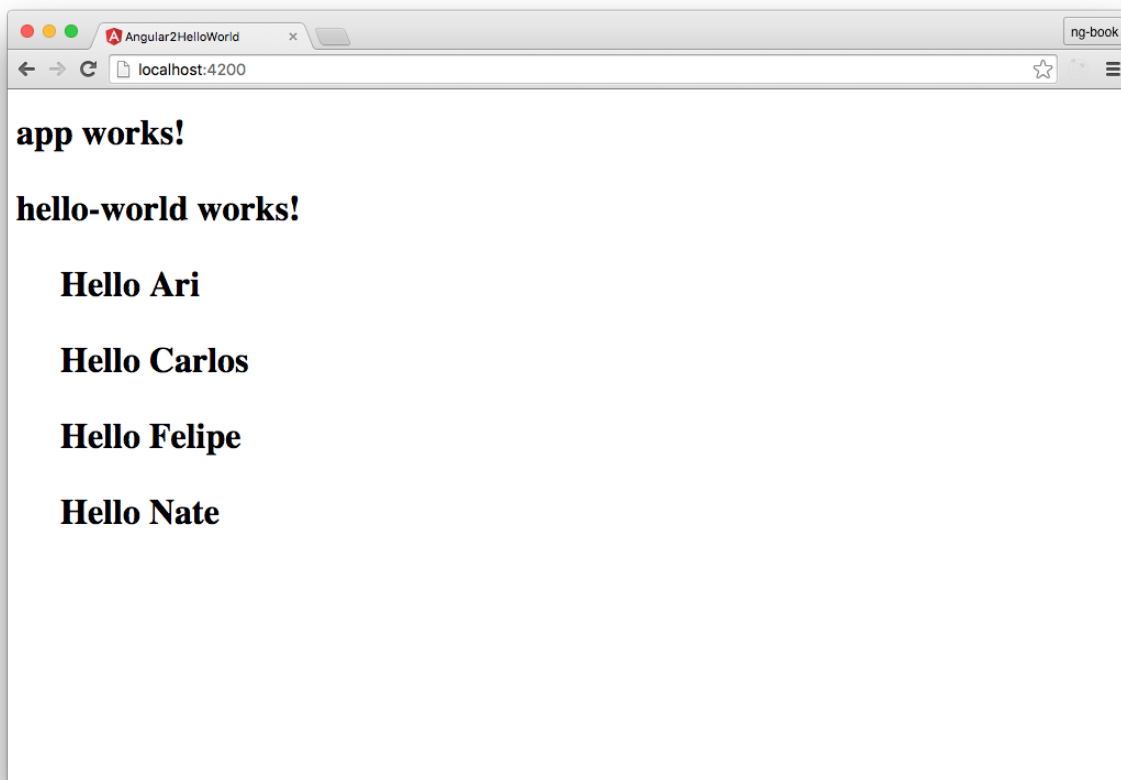 Angular2HelloWorld
ng-book
localhost:4200
app works!
hello-world works!
Hello Ari
Hello Carlos
Hello Felipe
Hello Nate